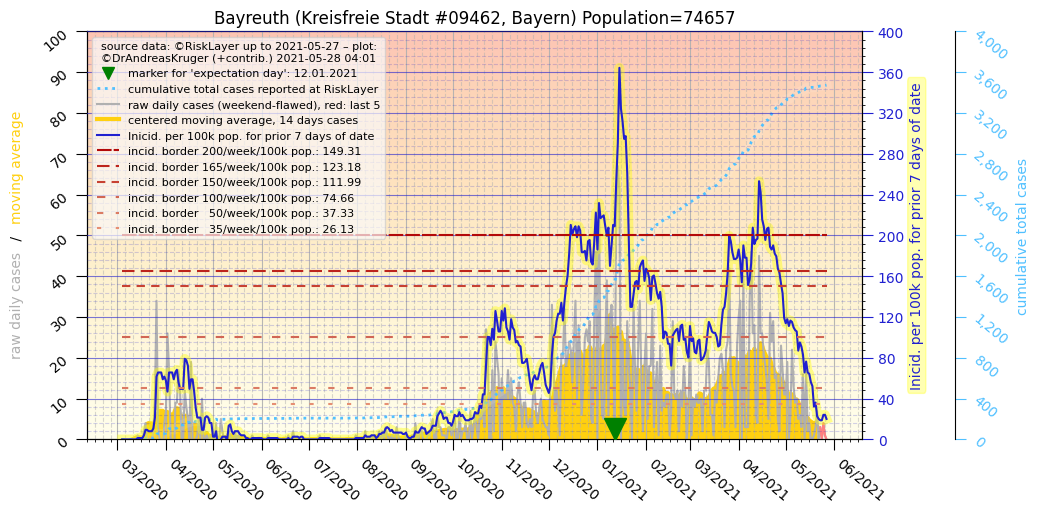 Bayreuth (Kreisfreie Stadt #09462, Bayern) Population=74657
source data: ©RiskLayer up to 2021-05-27 – plot:
©DrAndreasKruger (+contrib.) 2021-05-28 04:01
marker for 'expectation day': 12.01.2021
cumulative total cases reported at RiskLayer
raw daily cases (weekend-flawed), red: last 5
centered moving average, 14 days cases
Inicid. per 100k pop. for prior 7 days of date
incid. border 200/week/100k pop.: 149.31
incid. border 165/week/100k pop.: 123.18
incid. border 150/week/100k pop.: 111.99
incid. border 100/week/100k pop.: 74.66
incid. border   50/week/100k pop.: 37.33
incid. border   35/week/100k pop.: 26.13
raw daily cases / moving average
100
90
80
70
60
50
40
30
20
10
0
03/2020
04/2020
05/2020
06/2020
07/2020
08/2020
09/2020
10/2020
11/2020
12/2020
01/2021
02/2021
03/2021
04/2021
05/2021
06/2021
400
360
320
280
240
200
160
120
80
40
0
Inicid. per 100k pop. for prior 7 days of date
4,000
3,600
3,200
2,800
2,400
2,000
1,600
1,200
800
400
0
cumulative total cases